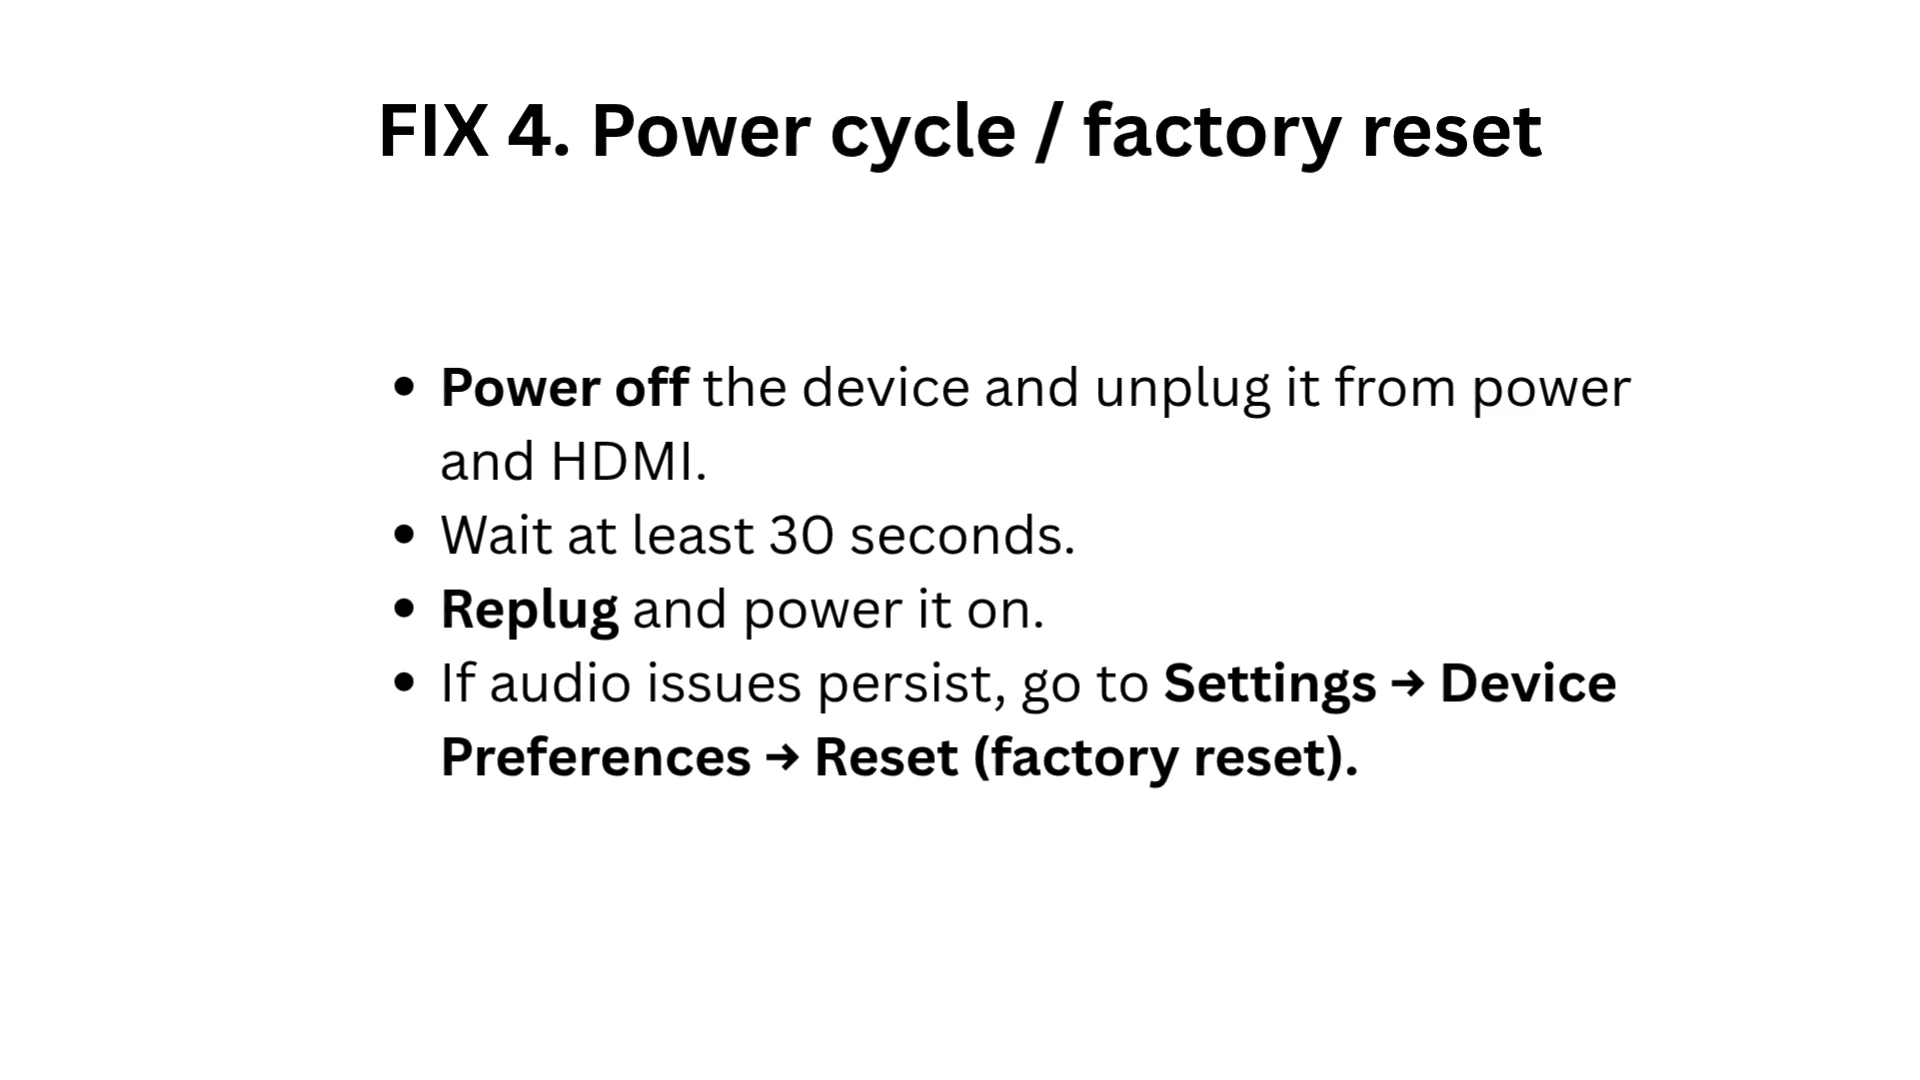 FIX 4. Power cycle / factory reset
• Power off the device and unplug it from power
and HDMI.
• Wait at least 30 seconds.
• Replug and power it on.
• If audio issues persist, go to Settings → Device
Preferences → Reset (factory reset).